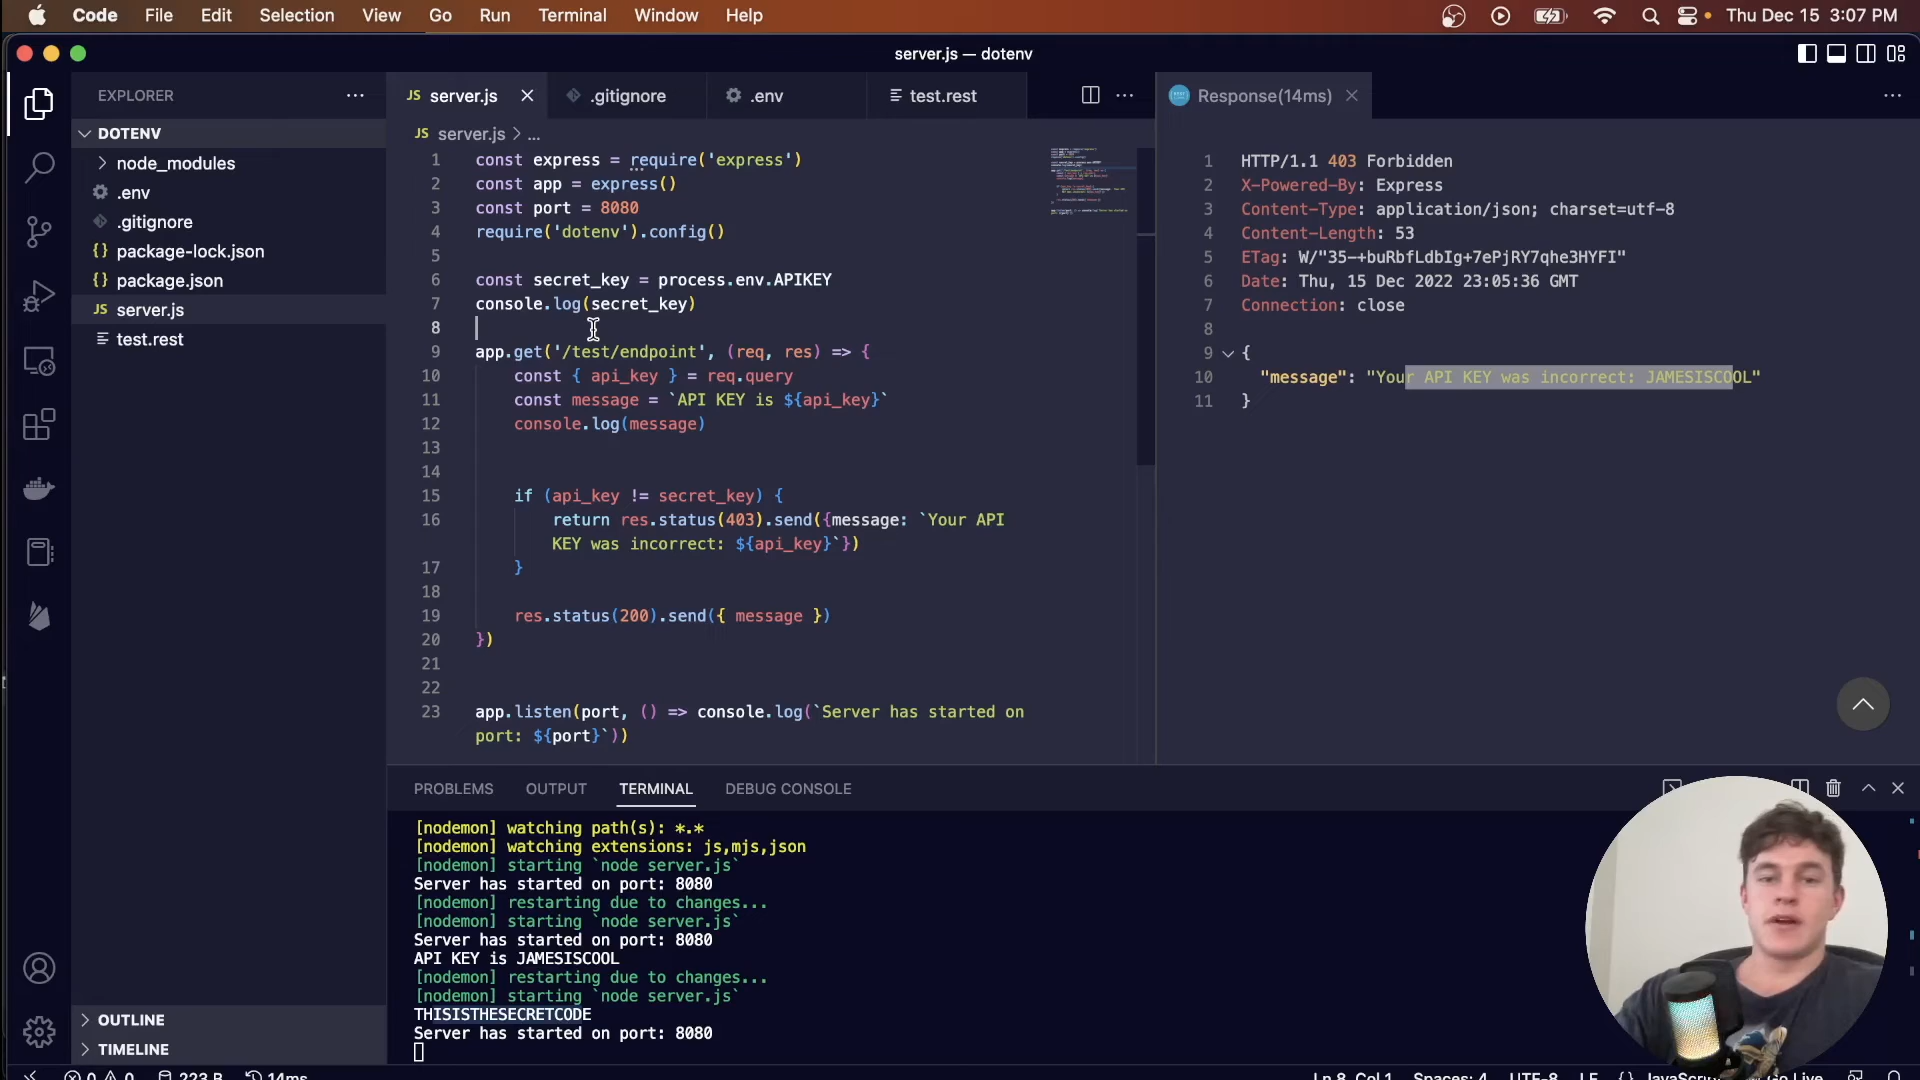 Code File Edit Selection View Go Run Terminal Window Help Thu Dec 15 3:07 PM
server.js — dotenv
EXPLORER
DOTENV
node_modules
.env
.gitignore
package-lock.json
package.json
server.js
test.rest
OUTLINE
TIMELINE
JS server.js .gitignore .env test.rest
JS server.js > ...
1 const express = require('express')
2 const app = express()
3 const port = 8080
4 require('dotenv').config()
5
6 const secret_key = process.env.APIKEY
7 console.log(secret_key)
8
9 app.get('/test/endpoint', (req, res) => {
10 const { api_key } = req.query
11 const message = `API KEY is ${api_key}`
12 console.log(message)
13
14
15 if (api_key != secret_key) {
16 return res.status(403).send({message: `Your API
KEY was incorrect: ${api_key}`})
17 }
18
19 res.status(200).send({ message })
20 })
21
22
23 app.listen(port, () => console.log(`Server has started on
port: ${port}`))
Response(14ms)
1 HTTP/1.1 403 Forbidden
2 X-Powered-By: Express
3 Content-Type: application/json; charset=utf-8
4 Content-Length: 53
5 ETag: W/"35-+buRbfLdbIg+7ePjRY7qhe3HYFI"
6 Date: Thu, 15 Dec 2022 23:05:36 GMT
7 Connection: close
8
9 {
10 "message": "Your API KEY was incorrect: JAMESISCOOL"
11 }
PROBLEMS OUTPUT TERMINAL DEBUG CONSOLE
[nodemon] watching path(s): *.*
[nodemon] watching extensions: js,mjs,json
[nodemon] starting `node server.js`
Server has started on port: 8080
[nodemon] restarting due to changes...
[nodemon] starting `node server.js`
Server has started on port: 8080
API KEY is JAMESISCOOL
[nodemon] restarting due to changes...
[nodemon] starting `node server.js`
THISISTHESECRETCODE
Server has started on port: 8080
0 0 223 B 14ms Ln 8, Col 1 Spaces: 4 UTF-8 LF {} JavaScript Go Live